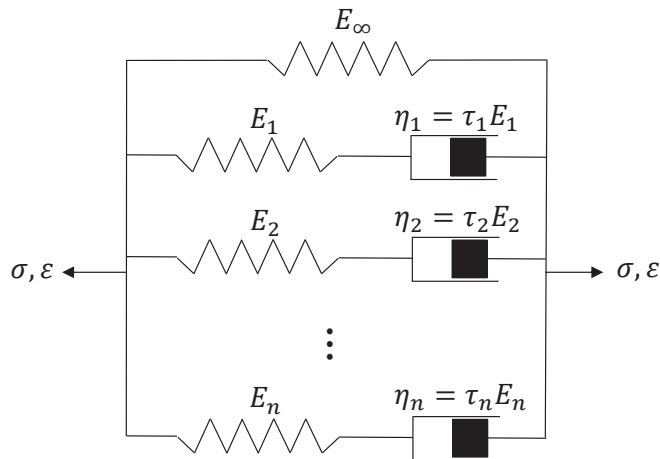 E∞
E₁ η₁ = τ₁E₁
E₂ η₂ = τ₂E₂
σ, ε σ, ε
⋮
Eₙ ηₙ = τₙEₙ